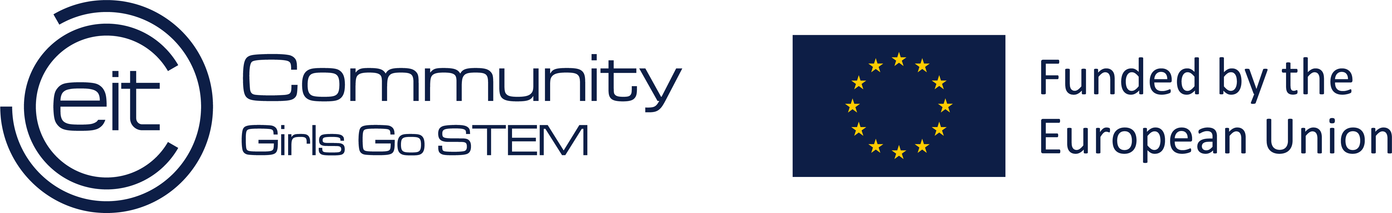 eit
Community
Girls Go STEM
Funded by the
European Union